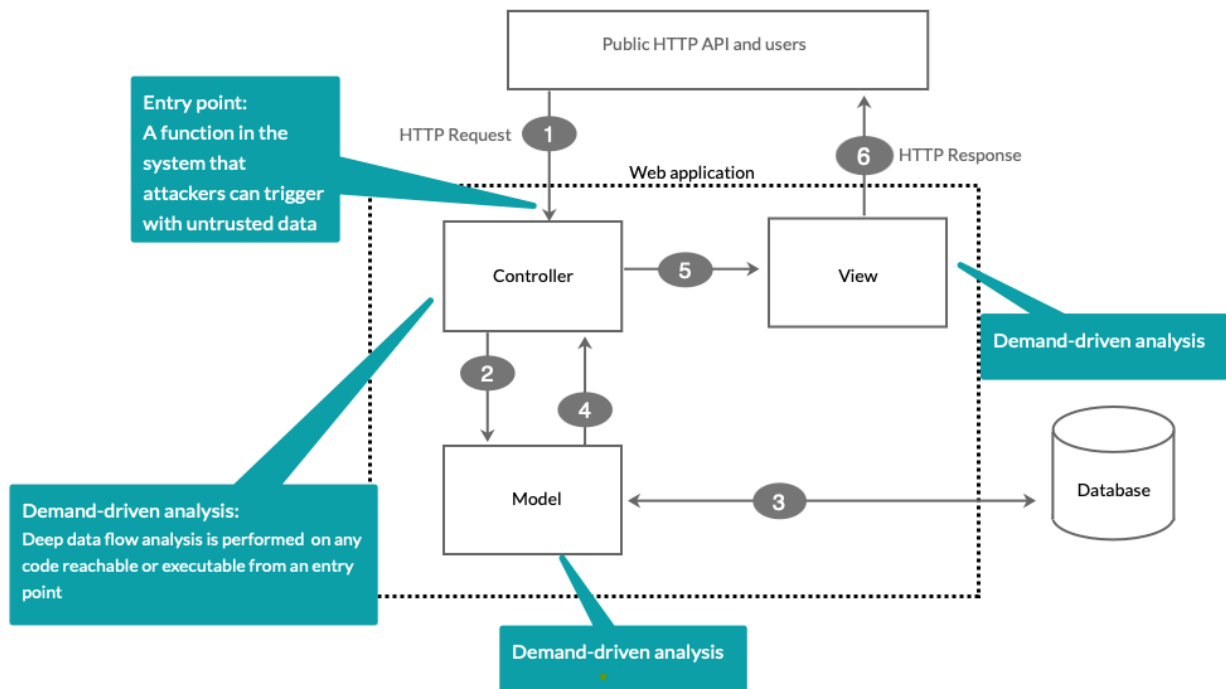 Public HTTP API and users
Entry point:
A function in the
system that
attackers can trigger
with untrusted data
HTTP Request
1
6
HTTP Response
Web application
Controller
5
View
Demand-driven analysis
2
4
Model
3
Database
Demand-driven analysis:
Deep data flow analysis is performed on any
code reachable or executable from an entry
point
Demand-driven analysis